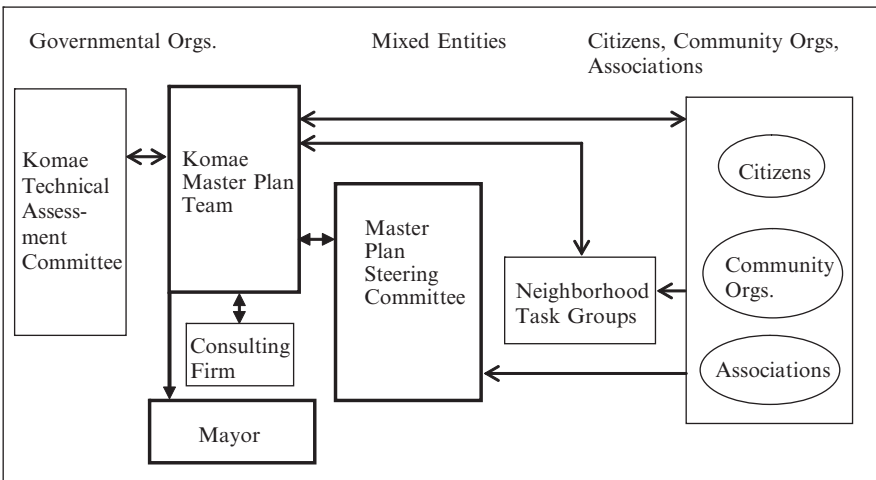 Governmental Orgs.
Mixed Entities
Citizens, Community Orgs,
Associations
Komae
Technical
Assess-
ment
Committee
Komae
Master Plan
Team
Master
Plan
Steering
Committee
Consulting
Firm
Mayor
Neighborhood
Task Groups
Citizens
Community
Orgs.
Associations